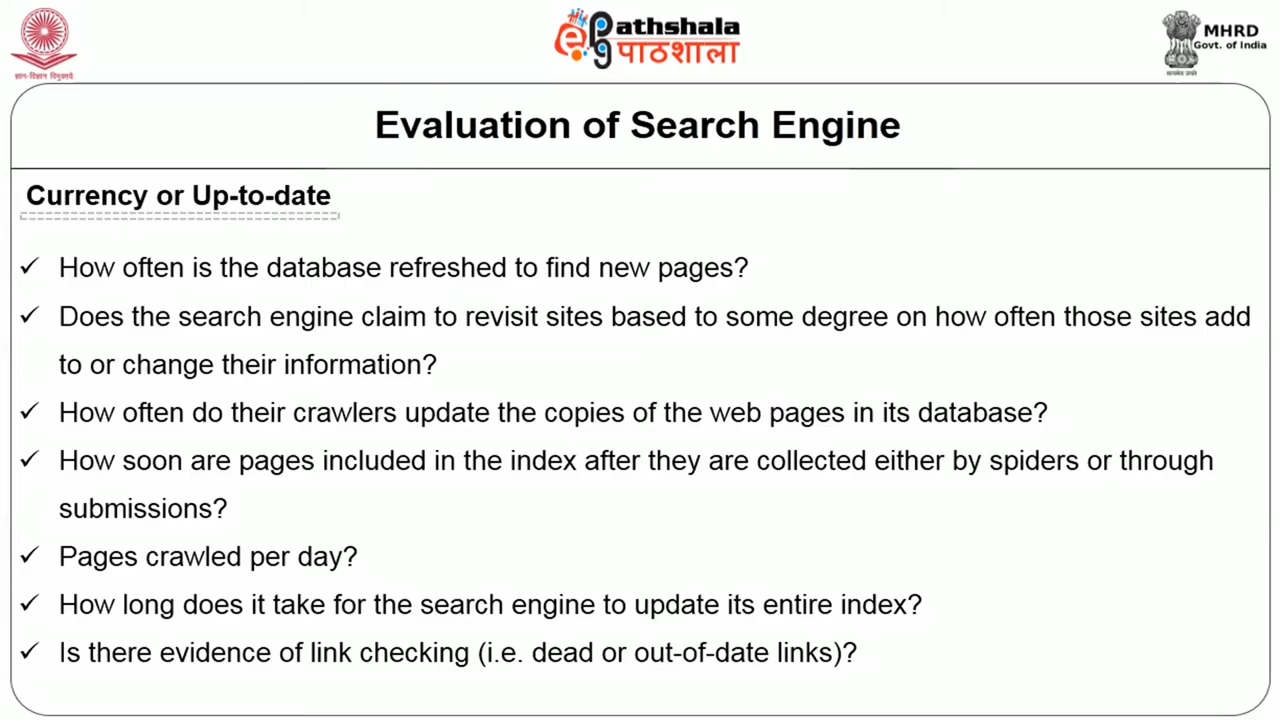 ज्ञान-विज्ञान विमुक्तये
ePathshala
पाठशाला
सत्यमेव जयते
MHRD
Govt. of India
Evaluation of Search Engine
Currency or Up-to-date
✓ How often is the database refreshed to find new pages?
✓ Does the search engine claim to revisit sites based to some degree on how often those sites add
to or change their information?
✓ How often do their crawlers update the copies of the web pages in its database?
✓ How soon are pages included in the index after they are collected either by spiders or through
submissions?
✓ Pages crawled per day?
✓ How long does it take for the search engine to update its entire index?
✓ Is there evidence of link checking (i.e. dead or out-of-date links)?